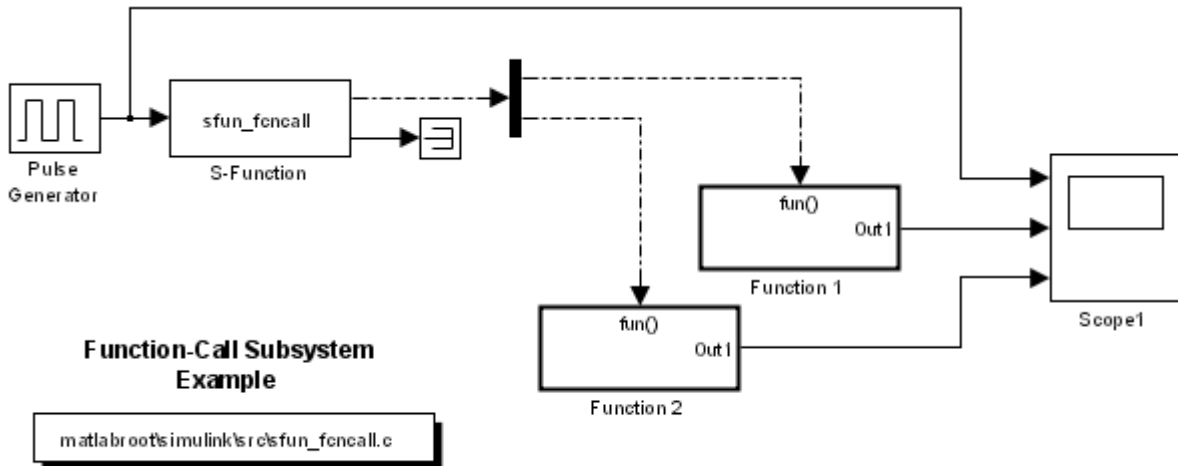 sfun_fcncall
Pulse
Generator
S-Function
fun()
Out1
Function 1
fun()
Out1
Function 2
Scope1
Function-Call Subsystem
Example
matlabroot\simulink\src\sfun_fcncall.c